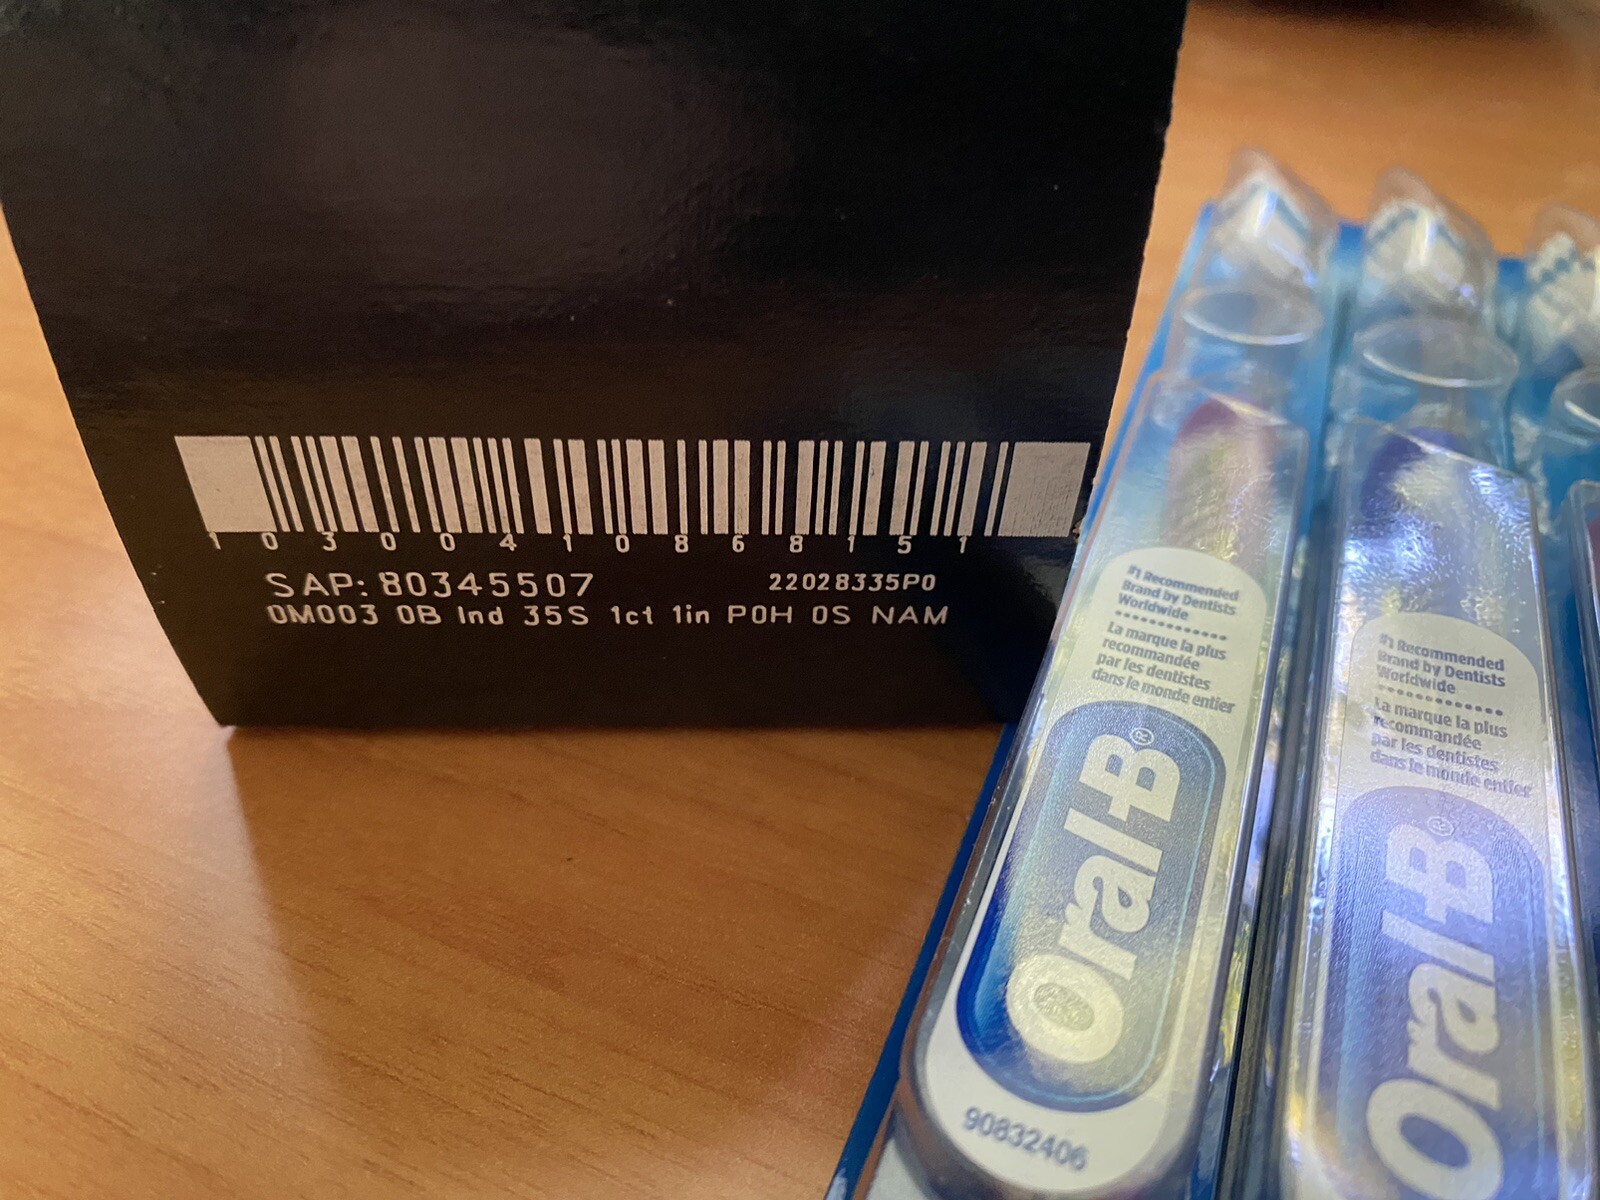 1 0 3 0 0 4 1 0 8 6 8 1 5 1
SAP: 80345507
22028335P0
0M003 0B Ind 35S 1ct 1in P0H 0S NAM
#1 Recommended
Brand by Dentists
Worldwide
La marque la plus
recommandée
par les dentistes
dans le monde entier
Oral-B®
90832406
#1 Recommended
Brand by Dentists
Worldwide
La marque la plus
recommandée
par les dentistes
dans le monde entier
Oral-B®